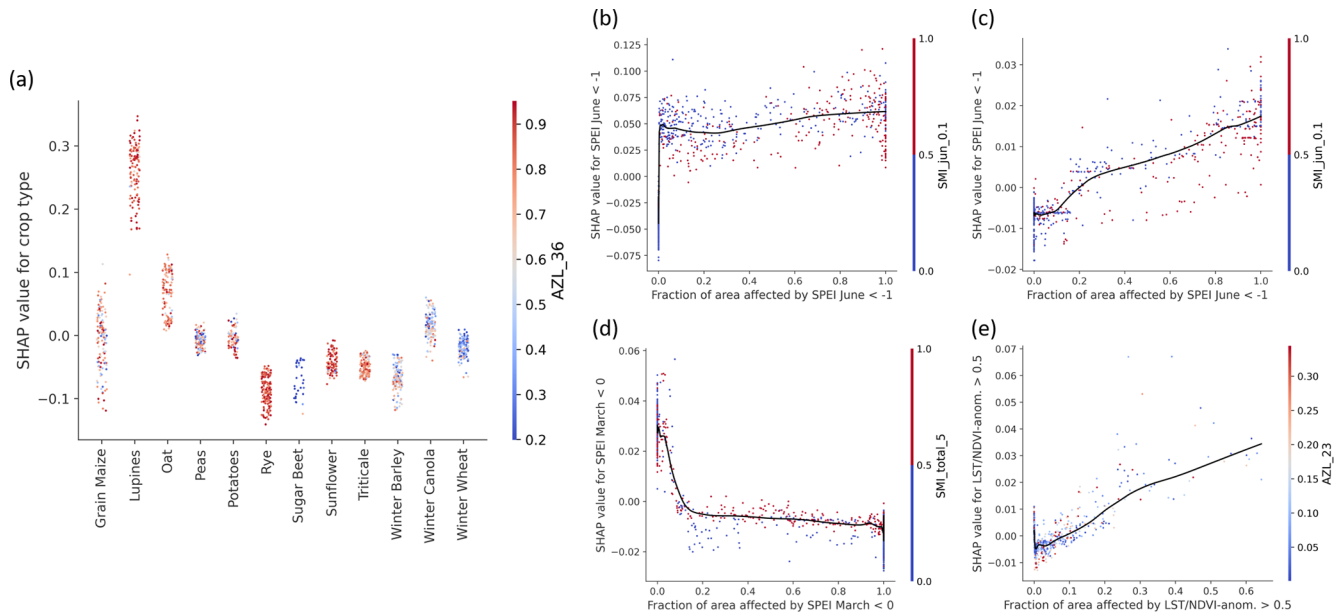 (a)
SHAP value for crop type
0.3
0.2
0.1
0.0
−0.1
Grain Maize
Lupines
Oat
Peas
Potatoes
Rye
Sugar Beet
Sunflower
Triticale
Winter Barley
Winter Canola
Winter Wheat
0.9
0.8
0.7
0.6
0.5
0.4
0.3
0.2
AZL_36
(b)
SHAP value for SPEI June < -1
0.125
0.100
0.075
0.050
0.025
0.000
−0.025
−0.050
−0.075
0.0 0.2 0.4 0.6 0.8 1.0
Fraction of area affected by SPEI June < -1
1.0
0.5
0.0
SMI_jun_0.1
(c)
SHAP value for SPEI June < -1
0.03
0.02
0.01
0.00
−0.01
−0.02
0.0 0.2 0.4 0.6 0.8 1.0
Fraction of area affected by SPEI June < -1
1.0
0.5
0.0
SMI_jun_0.1
(d)
SHAP value for SPEI March < 0
0.06
0.04
0.02
0.00
−0.02
0.0 0.2 0.4 0.6 0.8 1.0
Fraction of area affected by SPEI March < 0
1.0
0.5
0.0
SMI_total_5
(e)
SHAP value for LST/NDVI-anom. > 0.5
0.07
0.06
0.05
0.04
0.03
0.02
0.01
0.00
−0.01
−0.02
0.0 0.1 0.2 0.3 0.4 0.5 0.6
Fraction of area affected by LST/NDVI-anom. > 0.5
0.30
0.25
0.20
0.15
0.10
0.05
AZL_23